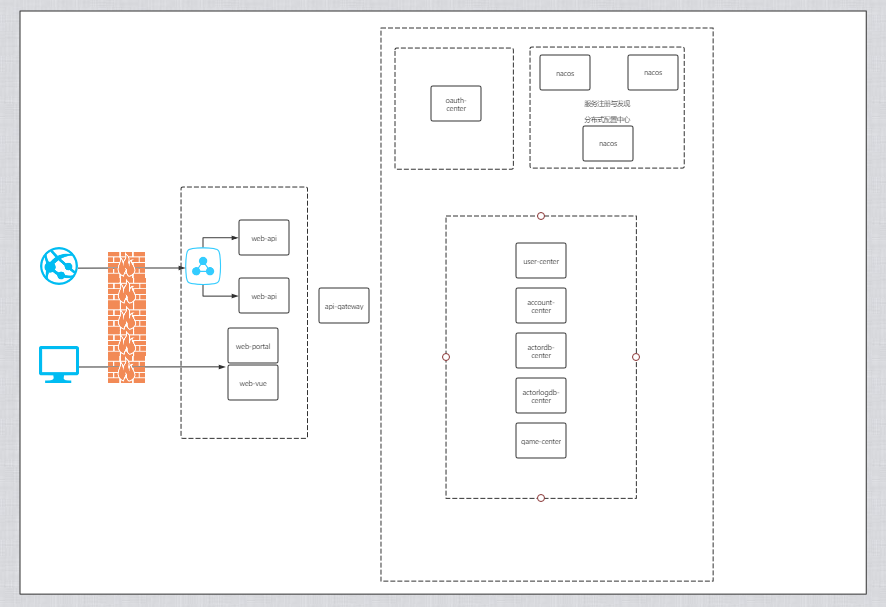 nacos
nacos
oauth-
center
服务注册与发现
分布式配置中心
nacos
web-api
web-api
api-gateway
web-portal
web-vue
user-center
account-
center
actordb-
center
actorlogdb-
center
game-center